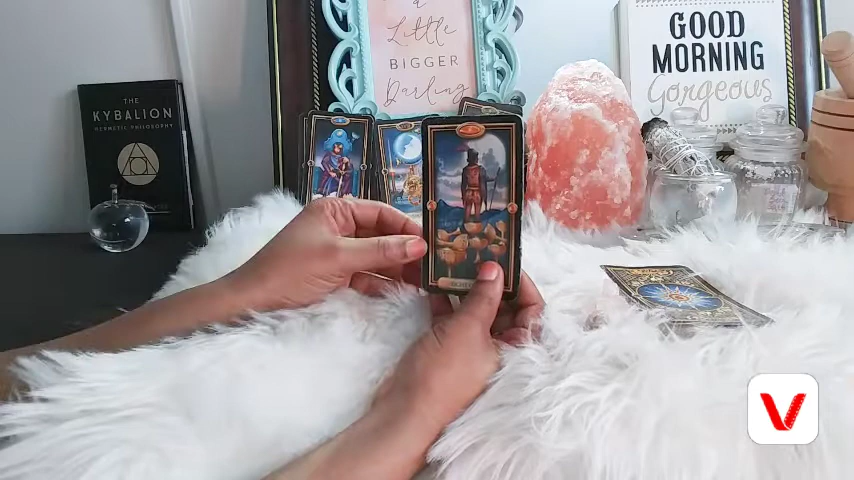 a
Little
BIGGER
Darling
GOOD
MORNING
Gorgeous
THE
KYBALION
HERMETIC PHILOSOPHY
V